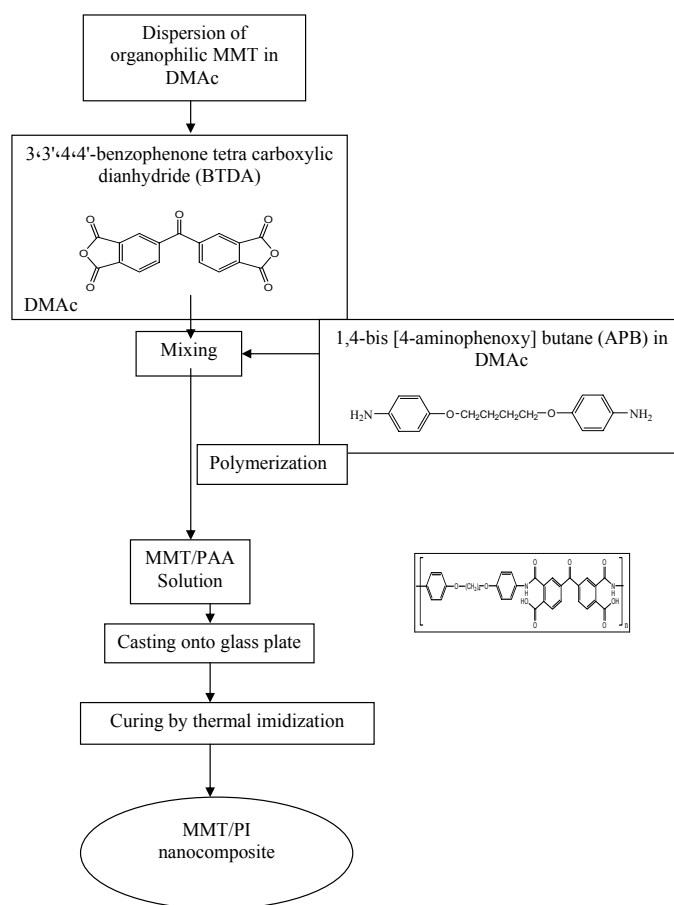 Dispersion of
organophilic MMT in
DMAc
3،3'،4،4'-benzophenone tetra carboxylic
dianhydride (BTDA)
O O O O
O O
O O
DMAc
Mixing
1,4-bis [4-aminophenoxy] butane (APB) in
DMAc
H₂N O-CH₂CH₂CH₂CH₂-O NH₂
Polymerization
MMT/PAA
Solution
Casting onto glass plate
Curing by thermal imidization
MMT/PI
nanocomposite